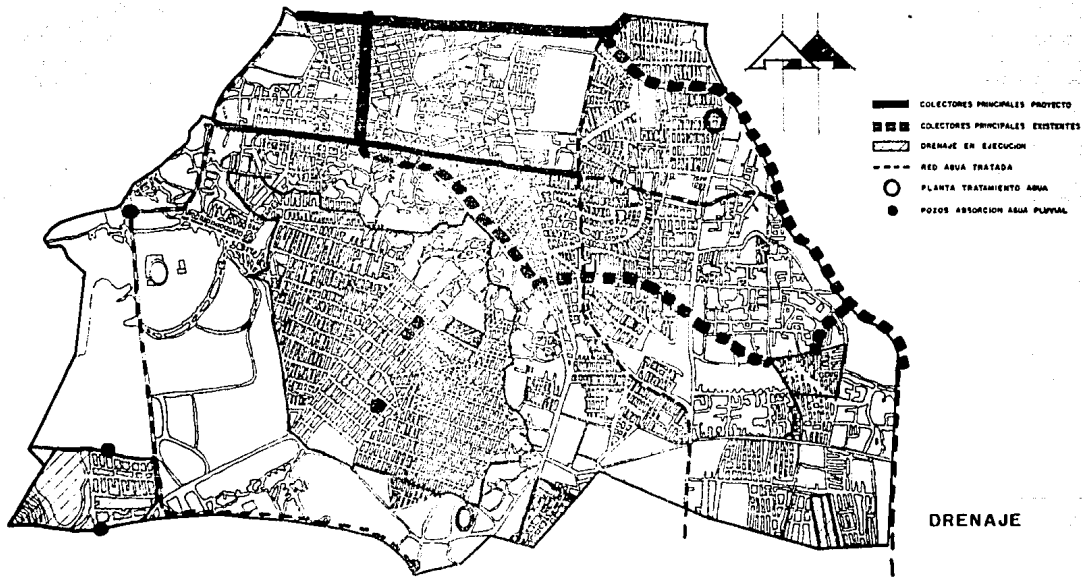 COLECTORES PRINCIPALES PROYECTO
COLECTORES PRINCIPALES EXISTENTES
DRENAJE EN EJECUCION
RED AGUA TRATADA
PLANTA TRATAMIENTO AGUA
POZOS ABSORCION AGUA PLUVIAL
DRENAJE